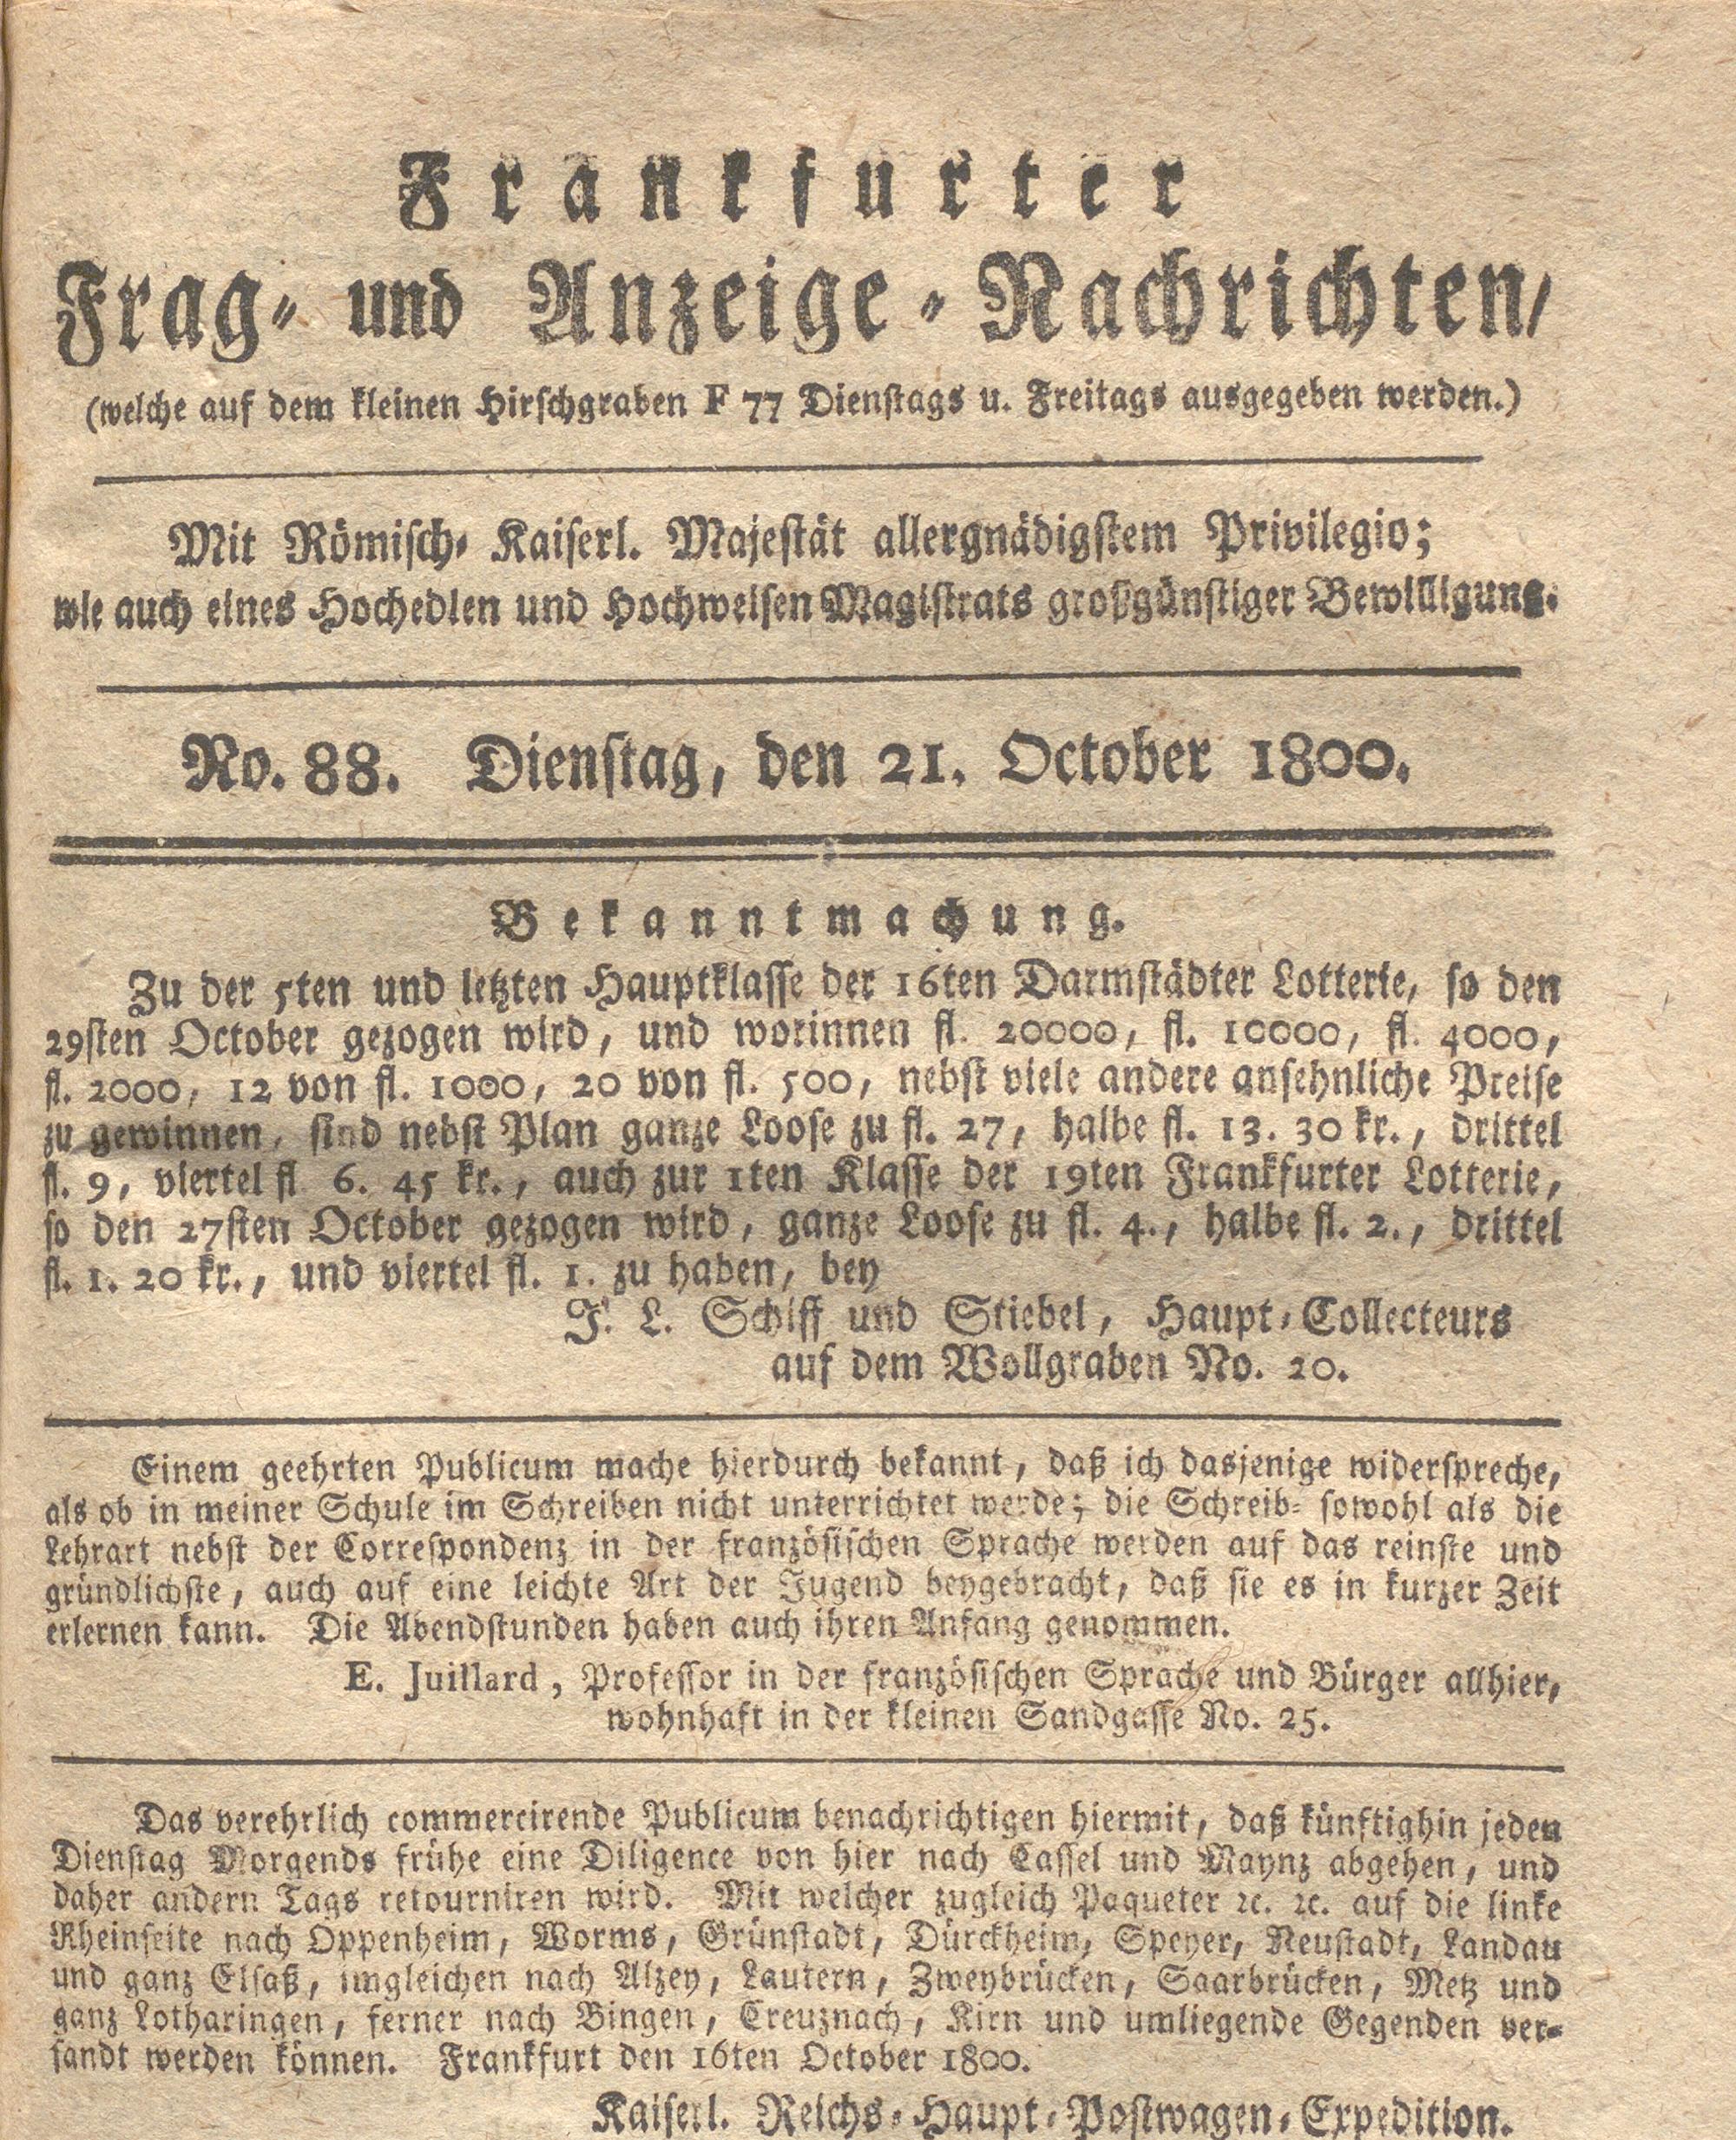 Frankfurter
Frag- und Anzeige-Nachrichten/
(welche auf dem kleinen Hirschgraben F 77 Dienstags u. Freitags ausgegeben werden.)
Mit Römisch- Kaiserl. Majestät allergnädigstem Privilegio;
wie auch eines Hochedlen und Hochweisen Magistrats großgünstiger Bewilligung.
No. 88. Dienstag, den 21. October 1800.
Bekanntmachung.
Zu der 5ten und letzten Hauptklasse der 16ten Darmstädter Lotterie, so den
29sten October gezogen wird, und worinnen fl. 20000, fl. 10000, fl. 4000,
fl. 2000, 12 von fl. 1000, 20 von fl. 500, nebst viele andere ansehnliche Preise
zu gewinnen, sind nebst Plan ganze Loose zu fl. 27, halbe fl. 13. 30 kr., drittel
fl. 9, viertel fl 6. 45 kr., auch zur 1ten Klasse der 19ten Frankfurter Lotterie,
so den 27sten October gezogen wird, ganze Loose zu fl. 4., halbe fl. 2., drittel
fl. 1. 20 kr., und viertel fl. 1. zu haben, bey
F. L. Schiff und Stiebel, Haupt-Collecteurs
auf dem Wollgraben No. 20.
Einem geehrten Publicum mache hierdurch bekannt, daß ich dasjenige widerspreche,
als ob in meiner Schule im Schreiben nicht unterrichtet werde; die Schreib- sowohl als die
Lehrart nebst der Correspondenz in der französischen Sprache werden auf das reinste und
gründlichste, auch auf eine leichte Art der Jugend beygebracht, daß sie es in kurzer Zeit
erlernen kann. Die Abendstunden haben auch ihren Anfang genommen.
E. Juillard, Professor in der französischen Sprache und Bürger allhier,
wohnhaft in der kleinen Sandgasse No. 25.
Das verehrlich commercirende Publicum benachrichtigen hiermit, daß künftighin jeden
Dienstag Morgends frühe eine Diligence von hier nach Cassel und Maynz abgehen, und
daher andern Tags retourniren wird. Mit welcher zugleich Paqueter ꝛc. ꝛc. auf die linke
Rheinseite nach Oppenheim, Worms, Grünstadt, Dürckheim, Speyer, Neustadt, Landau
und ganz Elsaß, imgleichen nach Alzey, Lautern, Zweybrücken, Saarbrücken, Metz und
ganz Lotharingen, ferner nach Bingen, Creuznach, Kirn und umliegende Gegenden ver-
sandt werden können. Frankfurt den 16ten October 1800.
Kaiserl. Reichs-Haupt-Postwagen-Expedition.